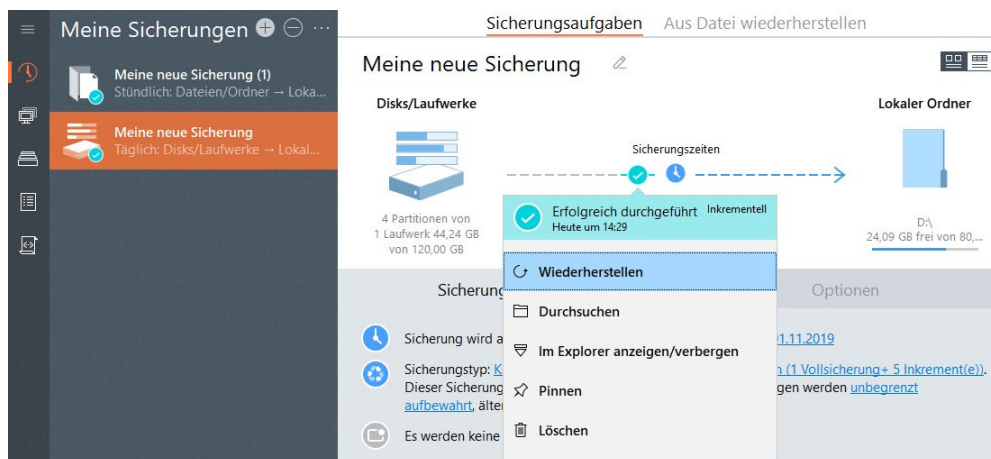 Meine Sicherungen
Meine neue Sicherung (1)
Stündlich: Dateien/Ordner → Loka...
Meine neue Sicherung
Täglich: Disks/Laufwerke → Lokal...
Sicherungsaufgaben
Aus Datei wiederherstellen
Meine neue Sicherung
Disks/Laufwerke
Lokaler Ordner
Sicherungszeiten
4 Partitionen von
1 Laufwerk 44,24 GB
von 120,00 GB
D:\
24,09 GB frei von 80,...
Erfolgreich durchgeführt
Inkrementell
Heute um 14:29
Wiederherstellen
Durchsuchen
Im Explorer anzeigen/verbergen
Pinnen
Löschen
Optionen
Sicherung wird
1.11.2019
Sicherungstyp:
(1 Vollsicherung+ 5 Inkrement(e)).
Dieser Sicherung
gen werden unbegrenzt
aufbewahrt, älte
Es werden keine